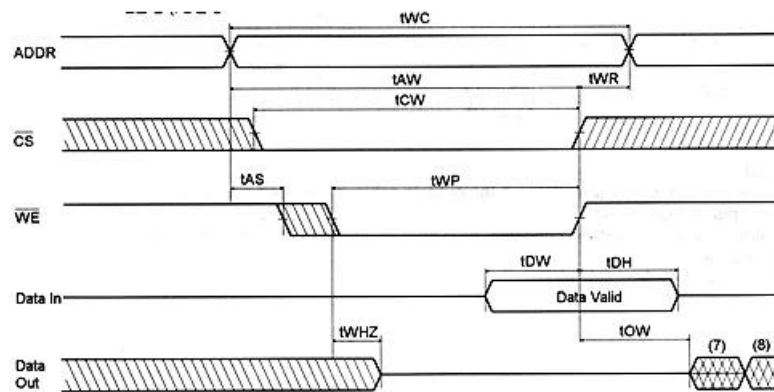 tWC
ADDR
tAW
tWR
tCW
CS
tAS
tWP
WE
tDW
tDH
Data In
Data Valid
tWHZ
tOW
Data Out
(7)
(8)